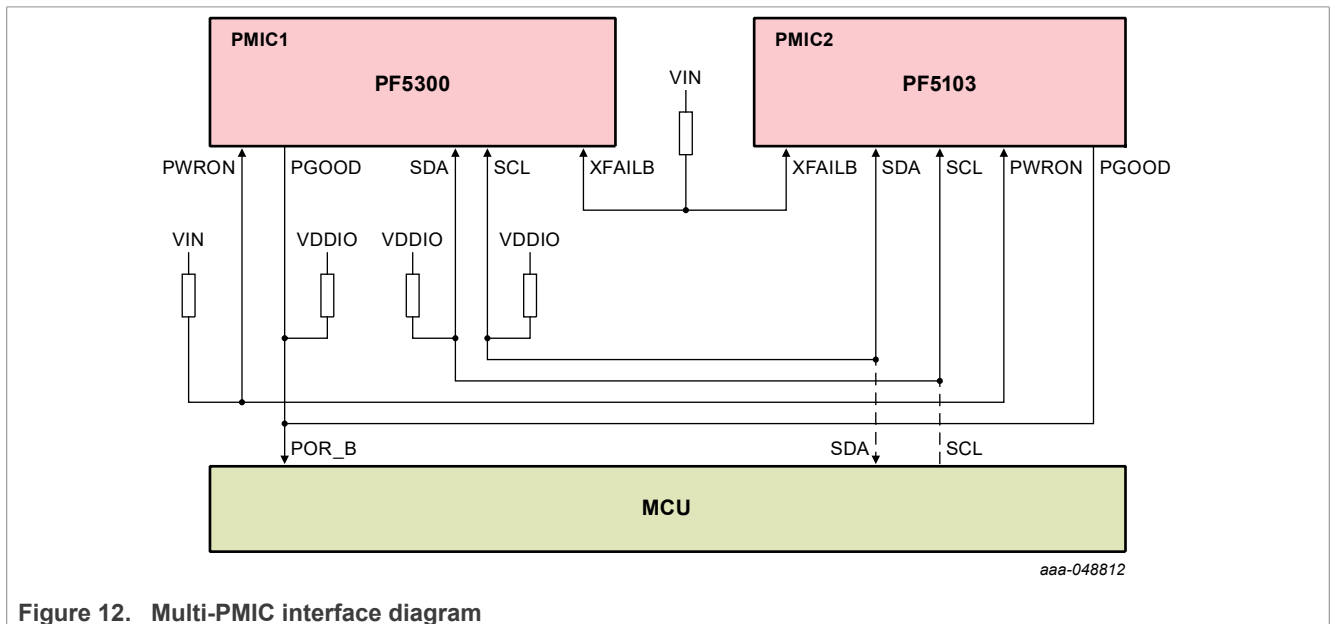 PMIC1
PMIC2
PF5300
VIN
PF5103
PWRON
PGOOD
SDA
SCL
XFAILB
XFAILB
SDA
SCL
PWRON
PGOOD
VIN
VDDIO
VDDIO
VDDIO
POR_B
SDA
SCL
MCU
aaa-048812
Figure 12. Multi-PMIC interface diagram